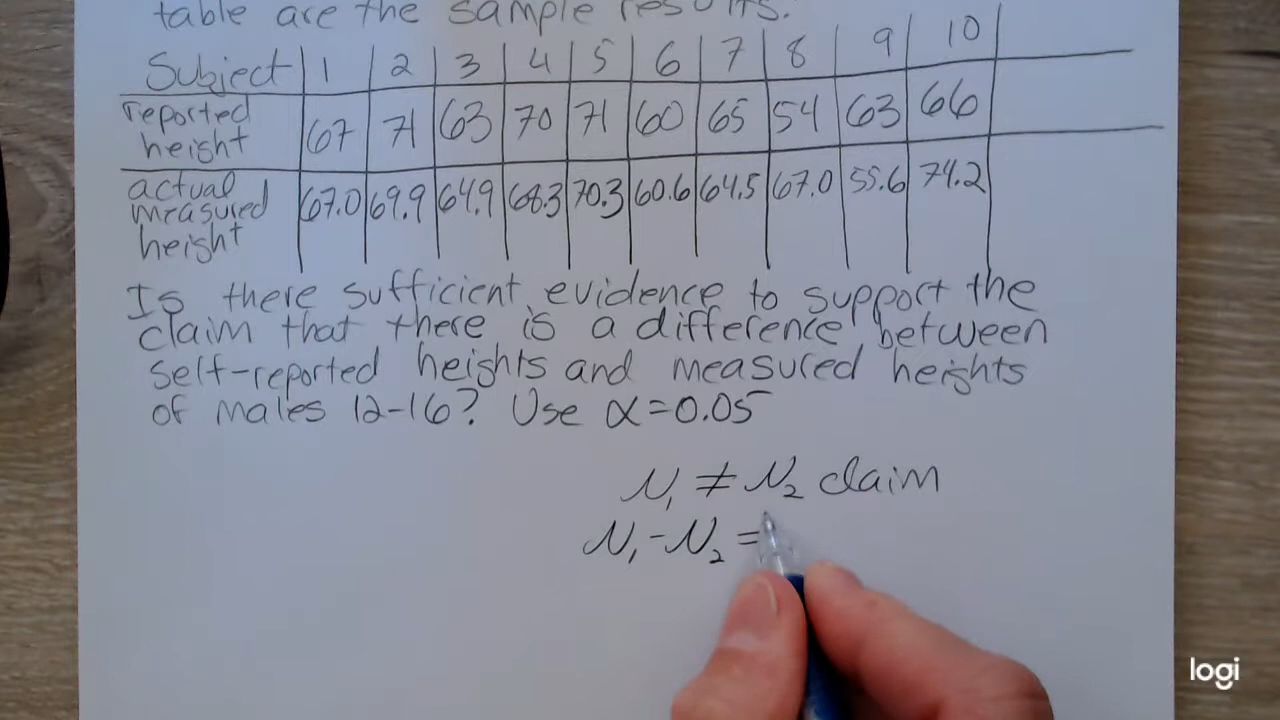 table are the sample results.
Subject 1 2 3 4 5 6 7 8 9 10
reported height 67 71 63 70 71 60 65 54 63 66
actual measured height 67.0 69.9 64.9 68.3 70.3 60.6 64.5 67.0 55.6 74.2
Is there sufficient evidence to support the
claim that there is a difference between
self-reported heights and measured heights
of males 12-16? Use α=0.05
μ₁ ≠ μ₂ claim
μ₁-μ₂ =
logi